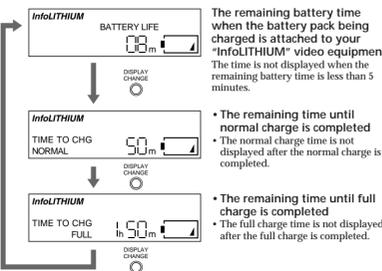 InfoLITHIUM
BATTERY LIFE
08m
DISPLAY
CHANGE
InfoLITHIUM
TIME TO CHG
NORMAL
50m
DISPLAY
CHANGE
InfoLITHIUM
TIME TO CHG
FULL
1h 50m
DISPLAY
CHANGE
The remaining battery time
when the battery pack being
charged is attached to your
"InfoLITHIUM" video equipmen
The time is not displayed when the
remaining battery time is less than 5
minutes.
• The remaining time until
normal charge is completed
• The normal charge time is not
displayed after the normal charge is
completed.
• The remaining time until full
charge is completed
• The full charge time is not displayed
after the full charge is completed.